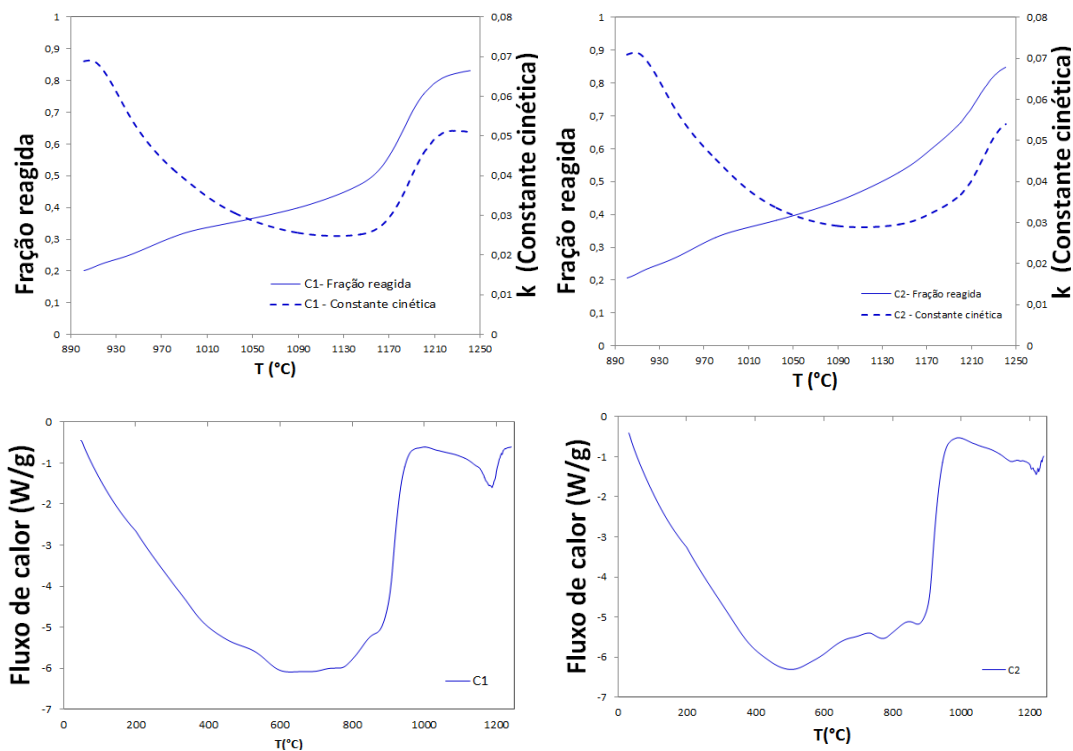 1
0,9
0,8
0,7
0,6
0,5
0,4
0,3
0,2
0,1
0
Fração reagida
0,08
0,07
0,06
0,05
0,04
0,03
0,02
0,01
0,00
k (Constante cinética)
C1- Fração reagida
C1 - Constante cinética
890 930 970 1010 1050 1090 1130 1170 1210 1250
T (°C)
1
0,9
0,8
0,7
0,6
0,5
0,4
0,3
0,2
0,1
0
Fração reagida
0,08
0,07
0,06
0,05
0,04
0,03
0,02
0,01
0,00
k (Constante cinética)
C2- Fração reagida
C2 - Constante cinética
890 930 970 1010 1050 1090 1130 1170 1210 1250
T (°C)
0
-1
-2
-3
-4
-5
-6
-7
Fluxo de calor (W/g)
C1
0 200 400 600 800 1000 1200
T(°C)
0
-1
-2
-3
-4
-5
-6
-7
Fluxo de calor (W/g)
C2
0 200 400 600 800 1000 1200
T(°C)